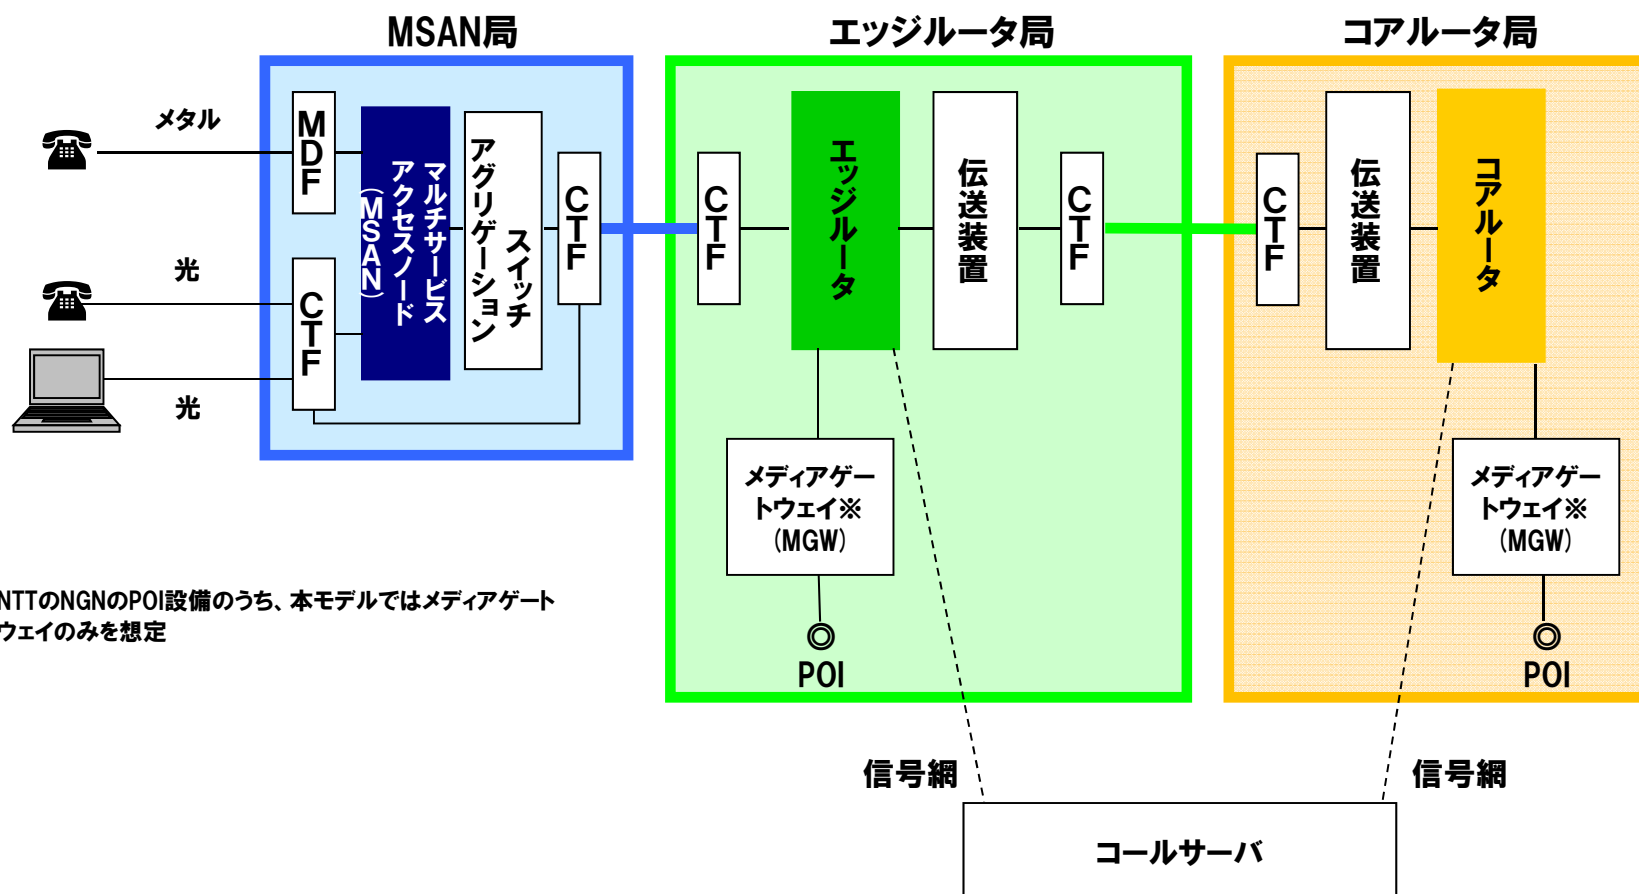 MSAN局
エッジルータ局
コアルータ局
メタル
光
光
MDF
CTF
マルチサービス
アクセスノード
(MSAN)
アグリゲーション
スイッチ
CTF
CTF
エッジルータ
伝送装置
CTF
CTF
伝送装置
コアルータ
メディアゲー
トウェイ※
(MGW)
POI
メディアゲー
トウェイ※
(MGW)
POI
NTTのNGNのPOI設備のうち、本モデルではメディアゲート
ウェイのみを想定
信号網
信号網
コールサーバ